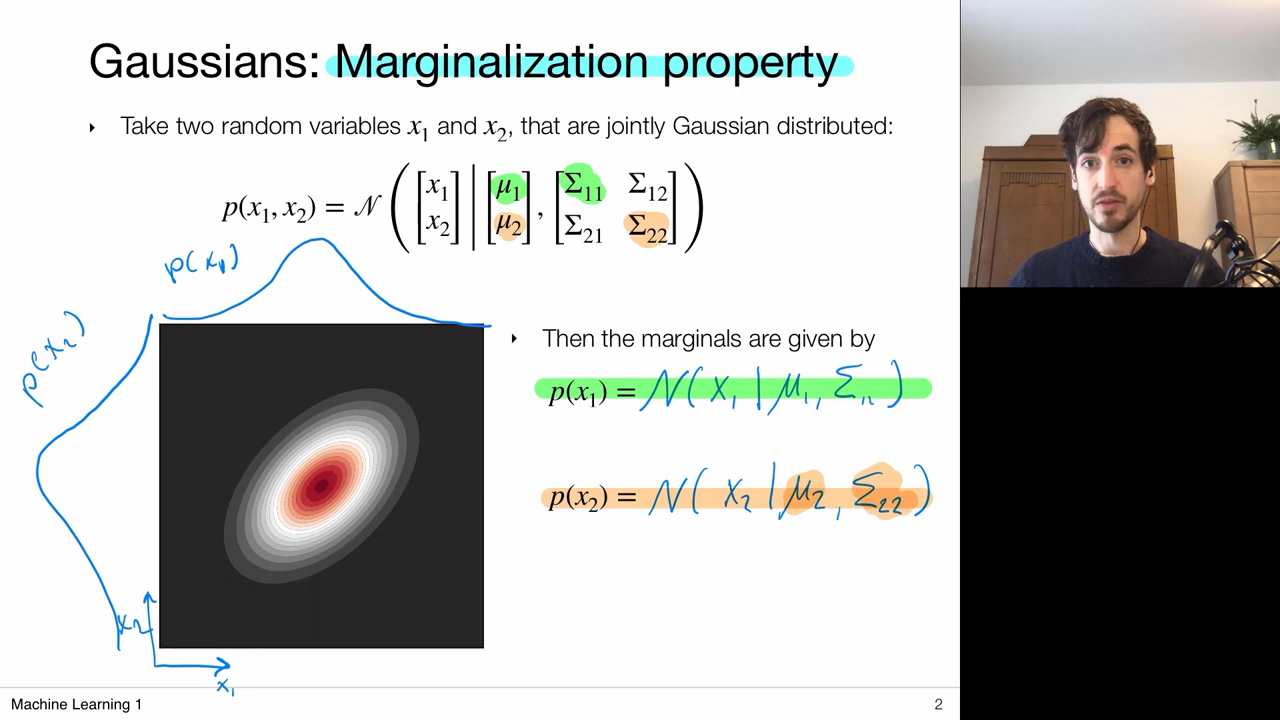 Gaussians: Marginalization property
‣ Take two random variables x₁ and x₂, that are jointly Gaussian distributed:
p(x₁, x₂) = 𝒩 ( [x₁ x₂] | [μ₁ μ₂], [Σ₁₁ Σ₁₂ Σ₂₁ Σ₂₂] )
p(x₁)
p(x₂)
‣ Then the marginals are given by
p(x₁) = N( x₁ | μ₁, Σ₁₁ )
p(x₂) = N( x₂ | μ₂, Σ₂₂ )
x₂
x₁
Machine Learning 1
2